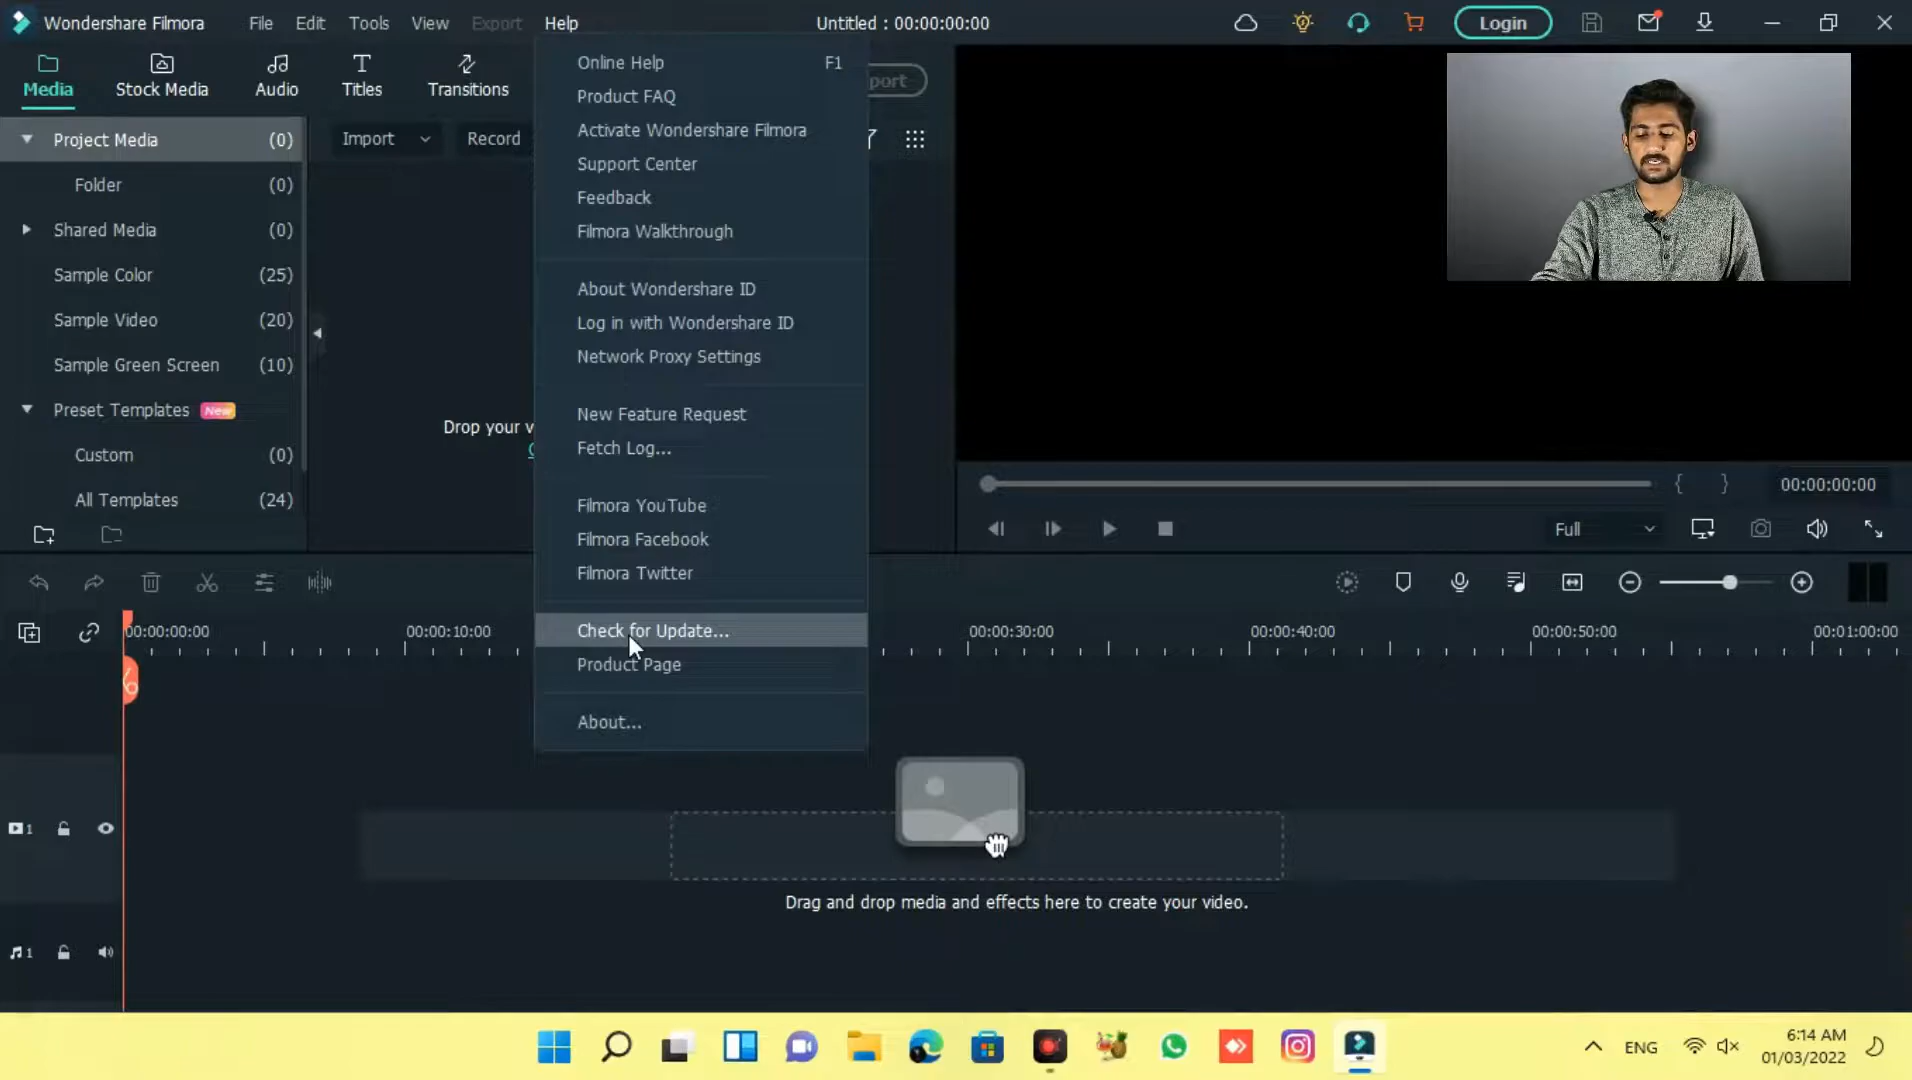 Wondershare Filmora
File Edit Tools View Export Help
Untitled : 00:00:00:00
Login
Media
Stock Media
Audio
Titles
Transitions
port
Project Media (0)
Folder (0)
Shared Media (0)
Sample Color (25)
Sample Video (20)
Sample Green Screen (10)
Preset Templates New
Custom (0)
All Templates (24)
Import
Record
Drop your v
Online Help F1
Product FAQ
Activate Wondershare Filmora
Support Center
Feedback
Filmora Walkthrough
About Wondershare ID
Log in with Wondershare ID
Network Proxy Settings
New Feature Request
Fetch Log...
Filmora YouTube
Filmora Facebook
Filmora Twitter
Check for Update...
Product Page
About...
{ } 00:00:00:00
Full
00:00:00:00 00:00:10:00 00:00:30:00 00:00:40:00 00:00:50:00 00:01:00:00
1
Drag and drop media and effects here to create your video.
1
ENG
6:14 AM
01/03/2022